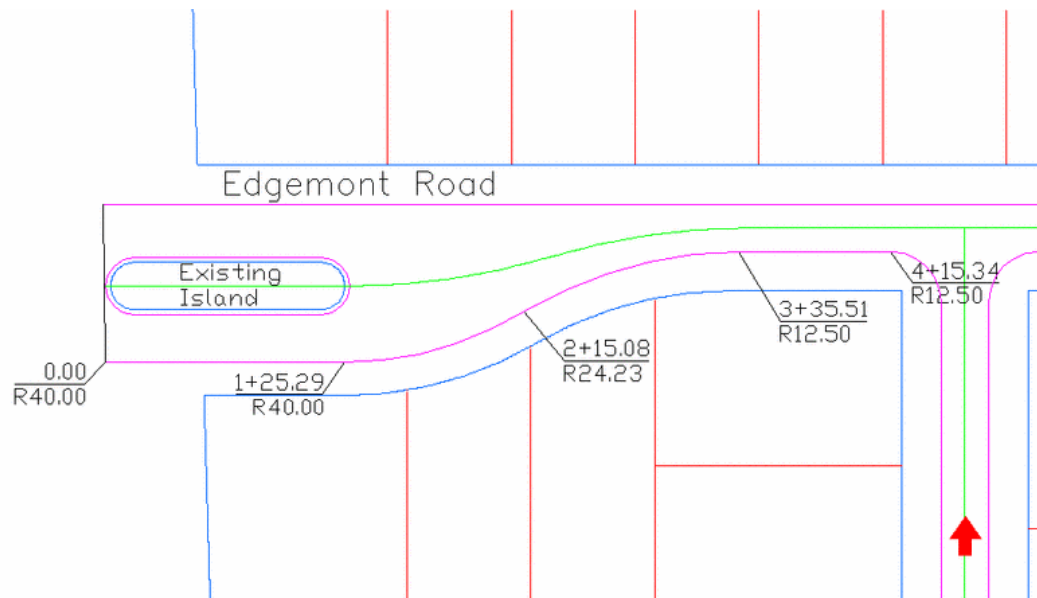 Edgemont Road
Existing
Island
4+15.34
R12.50
3+35.51
R12.50
2+15.08
R24.23
0.00
R40.00
1+25.29
R40.00